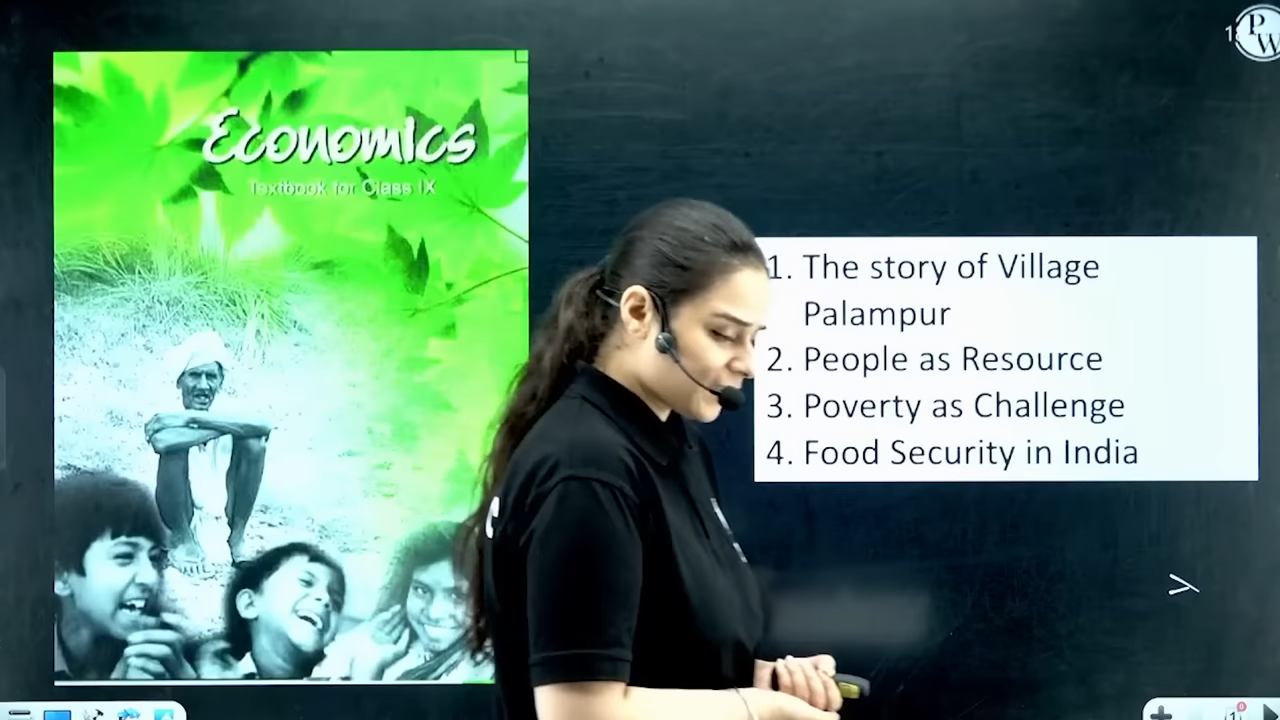 Economics
Textbook for Class IX
1. The story of Village
Palampur
2. People as Resource
3. Poverty as Challenge
4. Food Security in India
PW